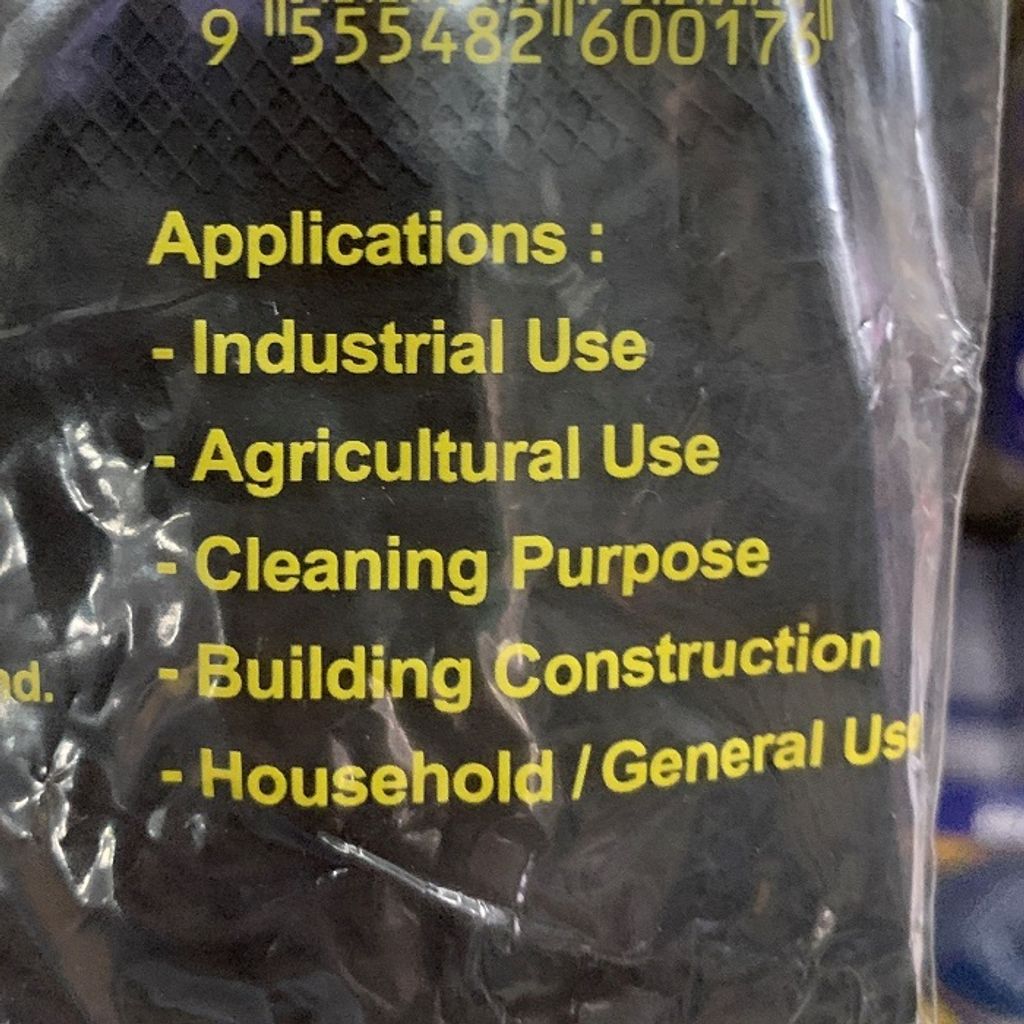 9 555482 600176
Applications :
- Industrial Use
- Agricultural Use
- Cleaning Purpose
- Building Construction
- Household / General Use